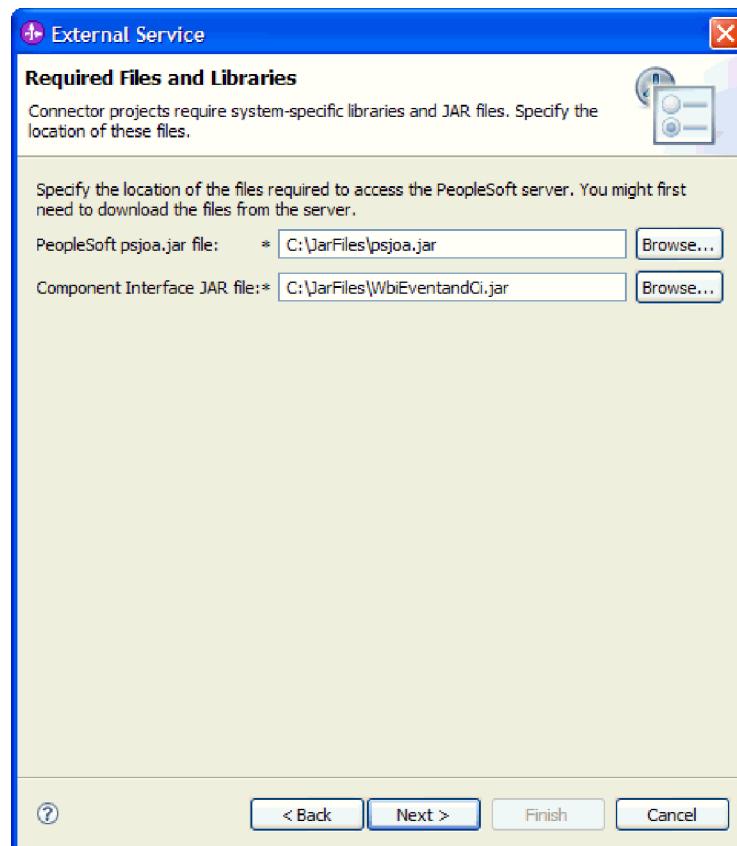 External Service
Required Files and Libraries
Connector projects require system-specific libraries and JAR files. Specify the
location of these files.
Specify the location of the files required to access the PeopleSoft server. You might first
need to download the files from the server.
PeopleSoft psjoa.jar file: * C:\JarFiles\psjoa.jar Browse...
Component Interface JAR file:* C:\JarFiles\WbiEventandCi.jar Browse...
? < Back Next > Finish Cancel